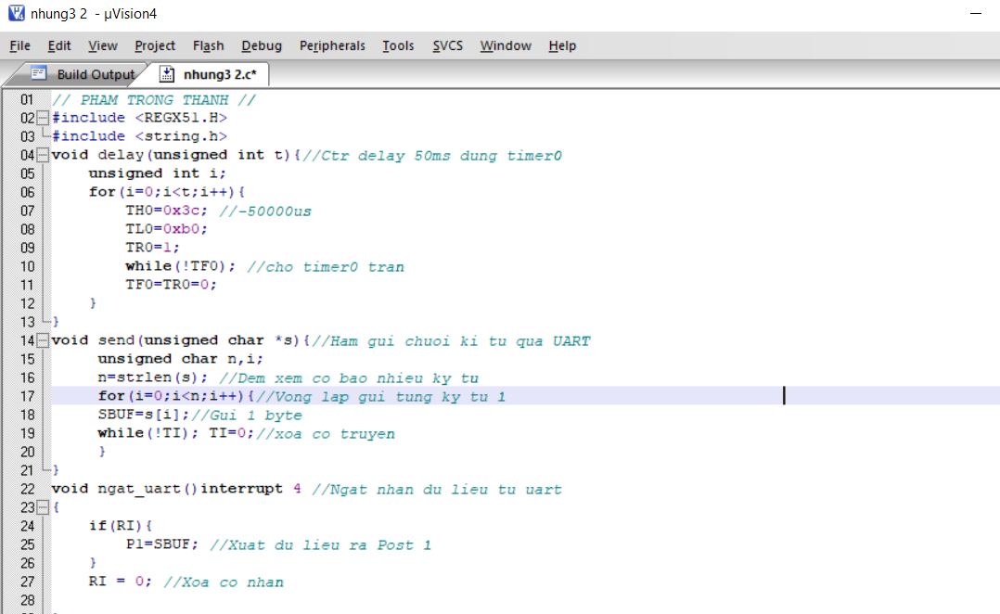 nhung3 2 - µVision4
File Edit View Project Flash Debug Peripherals Tools SVCS Window Help
Build Output nhung3 2.c*
01 // PHAM TRONG THANH //
02 #include <REGX51.H>
03 #include <string.h>
04 void delay(unsigned int t){//Ctr delay 50ms dung timer0
05 unsigned int i;
06 for(i=0;i<t;i++){
07 TH0=0x3c; //-50000us
08 TL0=0xb0;
09 TR0=1;
10 while(!TF0); //cho timer0 tran
11 TF0=TR0=0;
12 }
13 }
14 void send(unsigned char *s){//Ham gui chuoi ki tu qua UART
15 unsigned char n,i;
16 n=strlen(s); //Dem xem co bao nhieu ky tu
17 for(i=0;i<n;i++){//Vong lap gui tung ky tu 1
18 SBUF=s[i];//Gui 1 byte
19 while(!TI); TI=0;//xoa co truyen
20 }
21 }
22 void ngat_uart()interrupt 4 //Ngat nhan du lieu tu uart
23 {
24 if(RI){
25 P1=SBUF; //Xuat du lieu ra Post 1
26 }
27 RI = 0; //Xoa co nhan
28